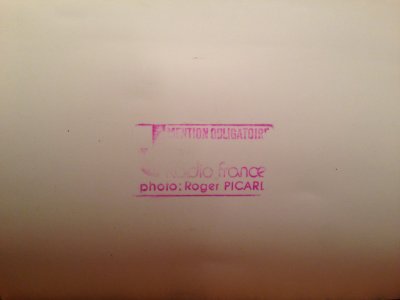 MENTION OBLIGATOIRE
Radio france
photo: Roger PICARD